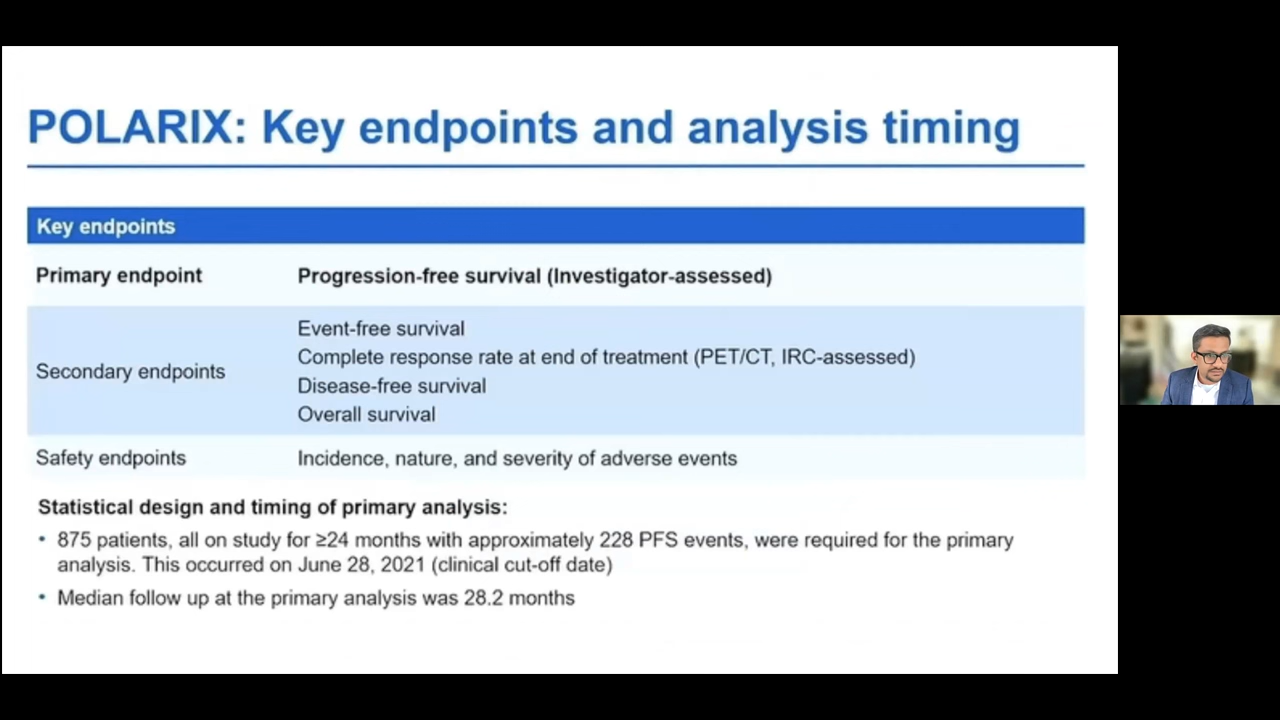 POLARIX: Key endpoints and analysis timing
Key endpoints
Primary endpoint Progression-free survival (Investigator-assessed)
Secondary endpoints
Event-free survival
Complete response rate at end of treatment (PET/CT, IRC-assessed)
Disease-free survival
Overall survival
Safety endpoints Incidence, nature, and severity of adverse events
Statistical design and timing of primary analysis:
• 875 patients, all on study for ≥24 months with approximately 228 PFS events, were required for the primary
analysis. This occurred on June 28, 2021 (clinical cut-off date)
• Median follow up at the primary analysis was 28.2 months